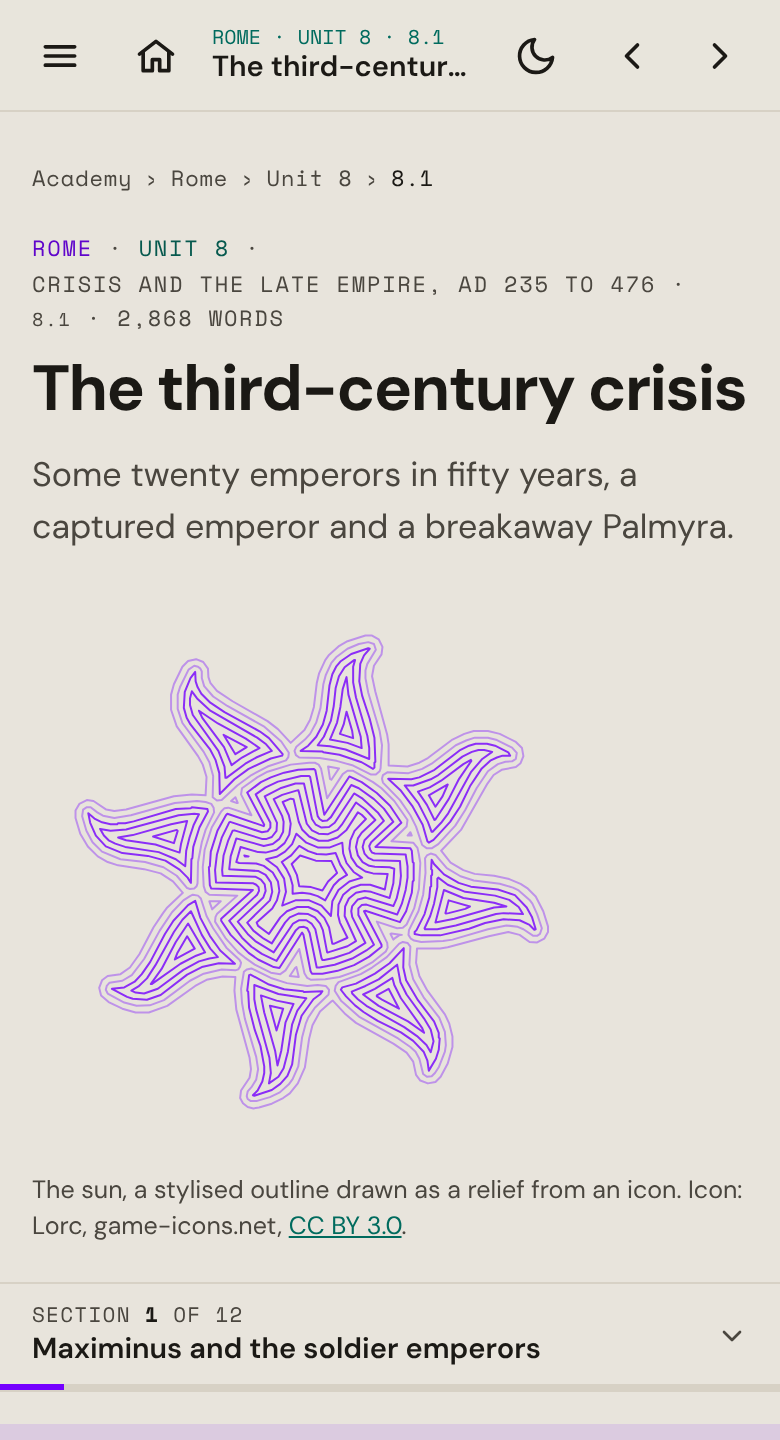 ROME · UNIT 8 · 8.1
The third-centur...
Academy › Rome › Unit 8 › 8.1
ROME · UNIT 8 ·
CRISIS AND THE LATE EMPIRE, AD 235 TO 476 ·
8.1 · 2,868 WORDS
The third-century crisis
Some twenty emperors in fifty years, a
captured emperor and a breakaway Palmyra.
The sun, a stylised outline drawn as a relief from an icon. Icon:
Lorc, game-icons.net, CC BY 3.0.
SECTION 1 OF 12
Maximinus and the soldier emperors